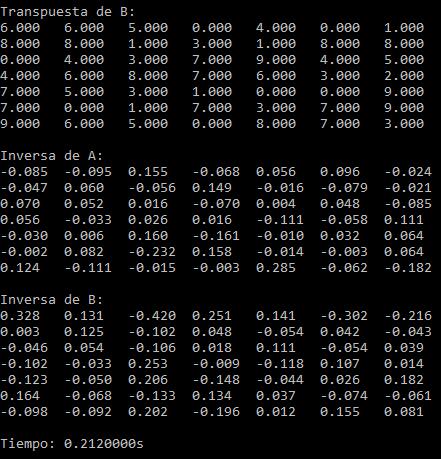 Transpuesta de B:
6.000 6.000 5.000 0.000 4.000 0.000 1.000
8.000 8.000 1.000 3.000 1.000 8.000 8.000
0.000 4.000 3.000 7.000 9.000 4.000 5.000
4.000 6.000 8.000 7.000 6.000 3.000 2.000
7.000 5.000 3.000 1.000 0.000 0.000 9.000
7.000 0.000 1.000 7.000 3.000 7.000 9.000
9.000 6.000 5.000 0.000 8.000 7.000 3.000
Inversa de A:
-0.085 -0.095 0.155 -0.068 0.056 0.096 -0.024
-0.047 0.060 -0.056 0.149 -0.016 -0.079 -0.021
0.070 0.052 0.016 -0.070 0.004 0.048 -0.085
0.056 -0.033 0.026 0.016 -0.111 -0.058 0.111
-0.030 0.006 0.160 -0.161 -0.010 0.032 0.064
-0.002 0.082 -0.232 0.158 -0.014 -0.003 0.064
0.124 -0.111 -0.015 -0.003 0.285 -0.062 -0.182
Inversa de B:
0.328 0.131 -0.420 0.251 0.141 -0.302 -0.216
0.003 0.125 -0.102 0.048 -0.054 0.042 -0.043
-0.046 0.054 -0.106 0.018 0.111 -0.054 0.039
-0.102 -0.033 0.253 -0.009 -0.118 0.107 0.014
-0.123 -0.050 0.206 -0.148 -0.044 0.026 0.182
0.164 -0.068 -0.133 0.134 0.037 -0.074 -0.061
-0.098 -0.092 0.202 -0.196 0.012 0.155 0.081
Tiempo: 0.2120000s